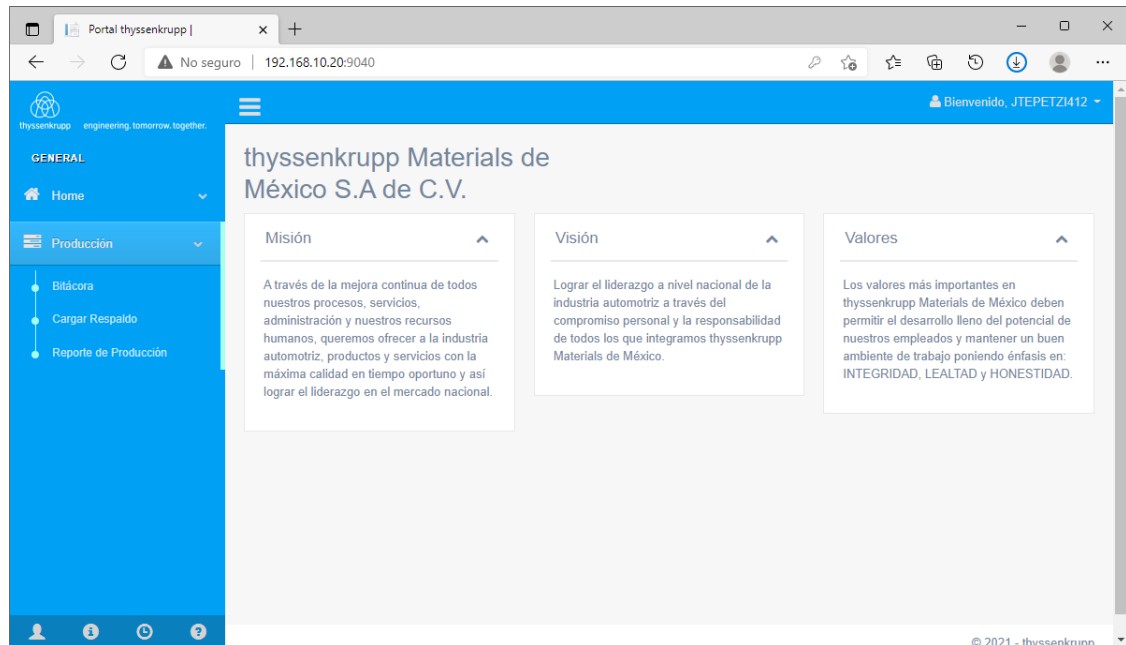 Portal thyssenkrupp |
No seguro | 192.168.10.20:9040
thyssenkrupp engineering.tomorrow.together.
Bienvenido, JTEPETZI412
GENERAL
Home
Producción
Bitácora
Cargar Respaldo
Reporte de Producción
thyssenkrupp Materials de
México S.A de C.V.
Misión
A través de la mejora continua de todos
nuestros procesos, servicios,
administración y nuestros recursos
humanos, queremos ofrecer a la industria
automotriz, productos y servicios con la
máxima calidad en tiempo oportuno y así
lograr el liderazgo en el mercado nacional.
Visión
Lograr el liderazgo a nivel nacional de la
industria automotriz a través del
compromiso personal y la responsabilidad
de todos los que integramos thyssenkrupp
Materials de México.
Valores
Los valores más importantes en
thyssenkrupp Materials de México deben
permitir el desarrollo lleno del potencial de
nuestros empleados y mantener un buen
ambiente de trabajo poniendo énfasis en:
INTEGRIDAD, LEALTAD y HONESTIDAD.
© 2021 - thyssenkrupp